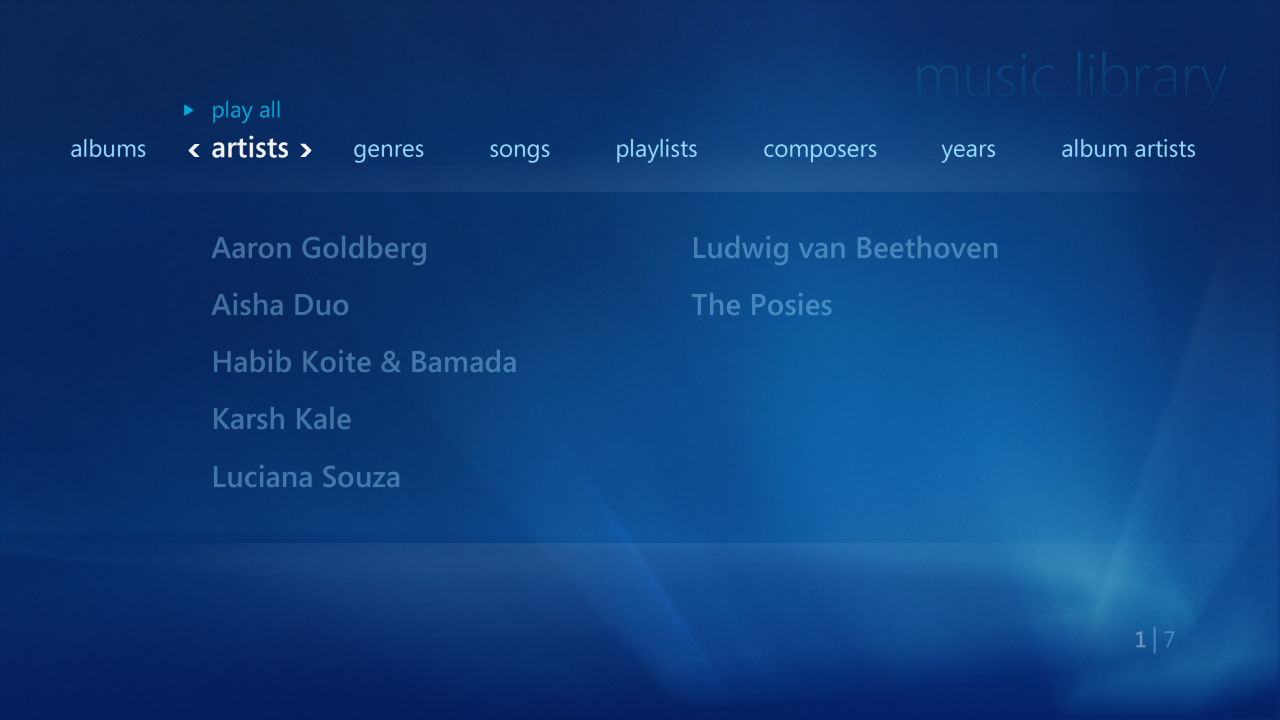 music library
play all
albums < artists > genres songs playlists composers years album artists
Aaron Goldberg
Aisha Duo
Habib Koite & Bamada
Karsh Kale
Luciana Souza
Ludwig van Beethoven
The Posies
1 | 7